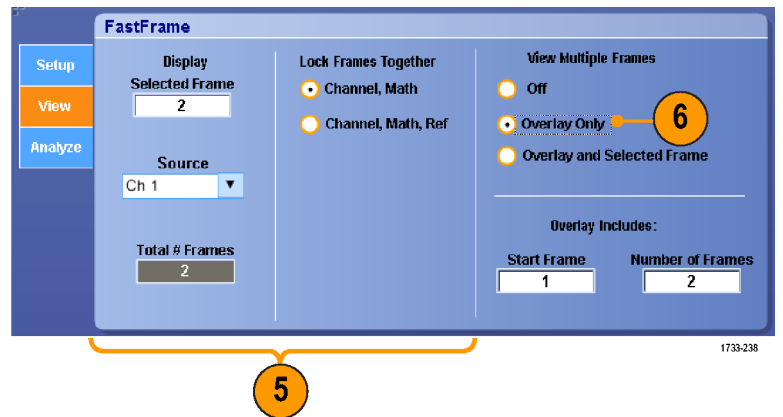 FastFrame
Setup
View
Analyze
Display
Selected Frame
2
Source
Ch 1
Total # Frames
2
Lock Frames Together
Channel, Math
Channel, Math, Ref
View Multiple Frames
Off
Overlay Only
6
Overlay and Selected Frame
Overlay Includes:
Start Frame
1
Number of Frames
2
1733-238
5